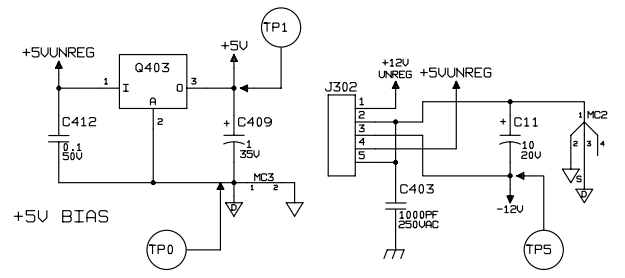 TP1
+5V
+5VUNREG
Q403
1
I
O
3
A
2
C412
0.1
50V
+
C409
1
35V
MC3
1
2
D
+5V BIAS
TP0
+12V
UNREG
+5VUNREG
J302
1
2
3
4
5
C403
1000PF
250VAC
+
C11
10
20V
-12V
TP5
MC2
1
2
3
4
S
D